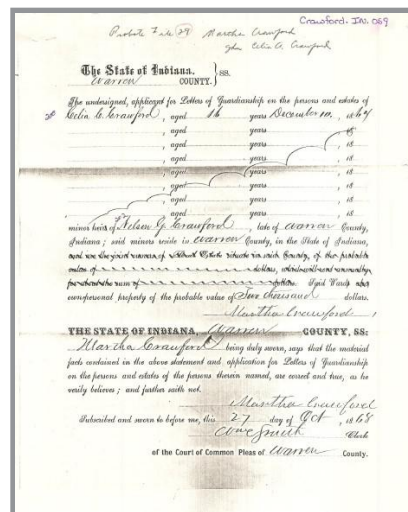 Crawford. IN. 069
Probate File 29 Martha Crawford
gdn Celia A. Crawford
The State of Indiana. } SS.
Warren COUNTY.
The undersigned, applicant for Letters of Guardianship on the persons and estates of
Celia C. Crawford, aged 16 years December 10, 1867
, aged years , 18
, aged years , 18
, aged years , 18
, aged years , 18
, aged years , 18
, aged years , 18
, aged years , 18
minor heirs of Nelson G. Crawford, late of Warren County,
Indiana; said minors reside in Warren County, in the State of Indiana,
and are the joint owners of Real Estate situate in said County, of the probable
value of dollars,
for the sum of dollars. Said Wards also
own personal property of the probable value of Two thousand dollars.
Martha Crawford
THE STATE OF INDIANA, Warren COUNTY, SS:
Martha Crawford being duly sworn, says that the material
facts contained in the above statement and application for Letters of Guardianship
on the persons and estates of the persons therein named, are correct and true, as he
verily believes; and further saith not.
Martha Crawford
Subscribed and sworn to before me, this 27 day of Oct, 1868
Smith Clerk
of the Court of Common Pleas of Warren County.